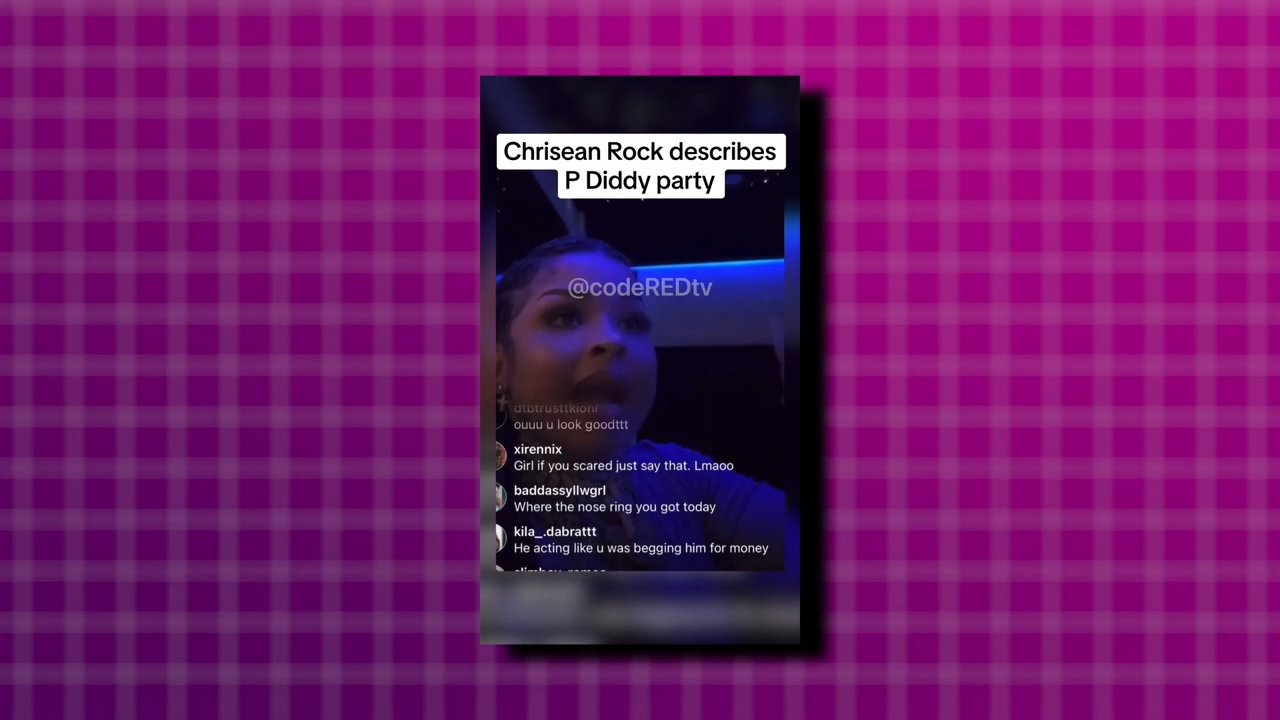 Chrisean Rock describes
P Diddy party
@codeREDtv
ouuu u look goodttt
xirennix
Girl if you scared just say that. Lmaoo
baddassyllwgrl
Where the nose ring you got today
kila_.dabrattt
He acting like u was begging him for money